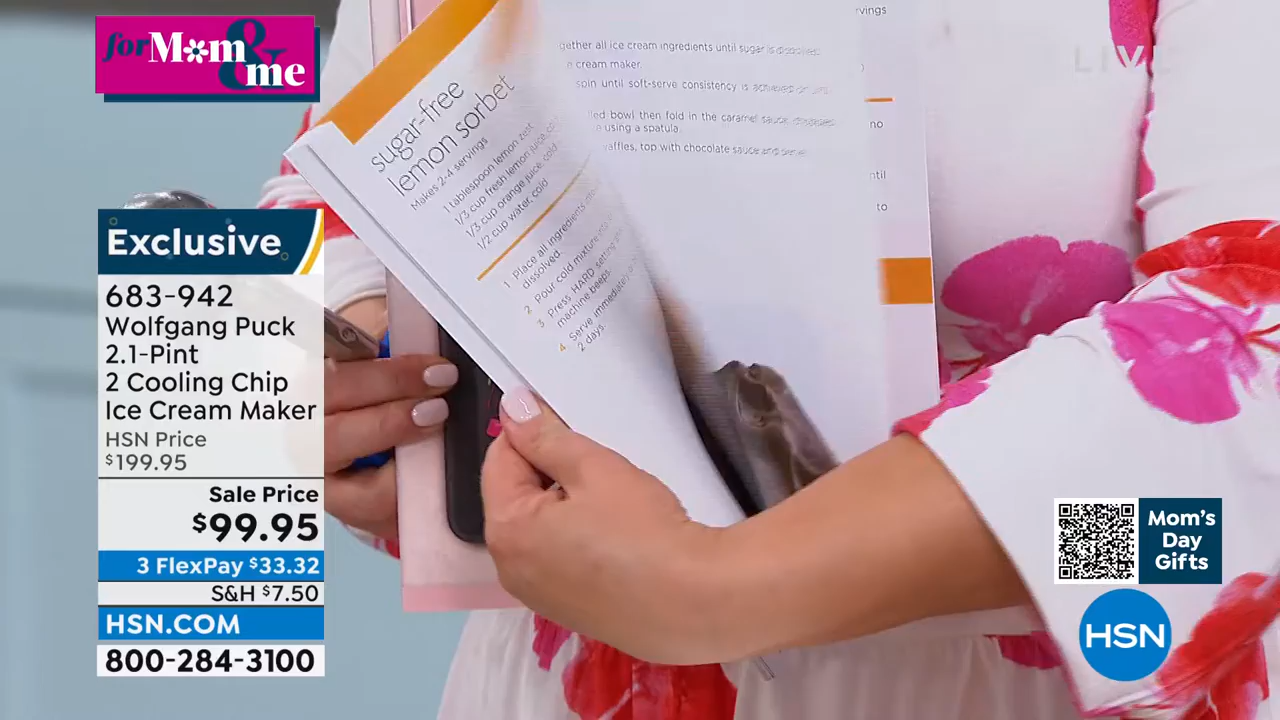 for Mom
& me
LIVE
Exclusive
683-942
Wolfgang Puck
2.1-Pint
2 Cooling Chip
Ice Cream Maker
HSN Price
$199.95
Sale Price
$99.95
3 FlexPay $33.32
S&H $7.50
HSN.COM
800-284-3100
sugar-free
lemon sorbet
Makes 2-4 servings
1 tablespoon lemon zest
1/3 cup fresh lemon juice,
1/3 cup orange juice, cold
1/2 cup water, cold
1 Place all ingredients
dissolved.
2 Pour cold mixture
3 Press HARD setting
machine beeps.
4 Serve immediately
2 days.
gether all ice cream ingredients until sugar is dissolved.
cream maker.
spin until soft-serve consistency is achieved or until
bowl then fold in the caramel sauce
using a spatula.
waffles, top with chocolate sauce and serve.
Mom's
Day
Gifts
HSN